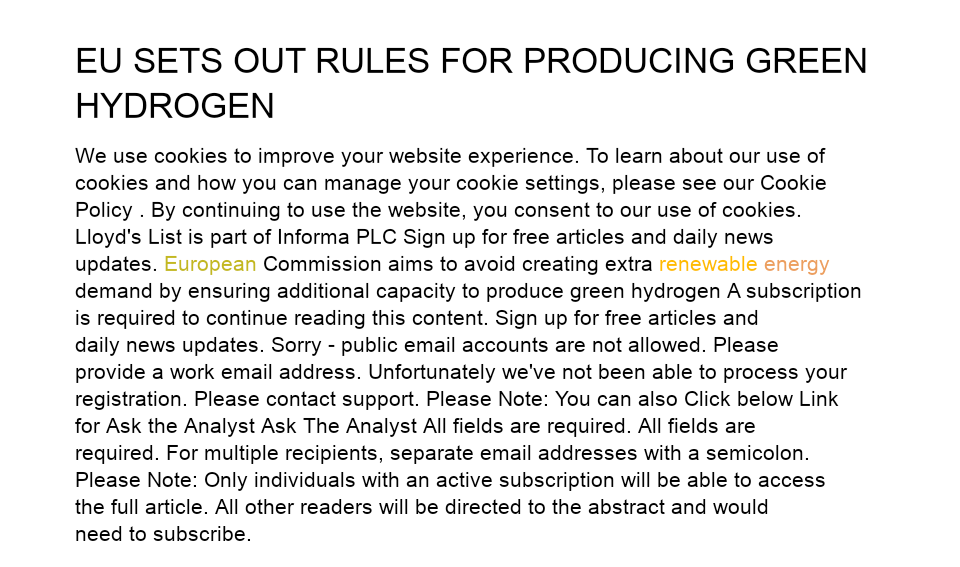 EU SETS OUT RULES FOR PRODUCING GREEN
HYDROGEN
We use cookies to improve your website experience. To learn about our use of
cookies and how you can manage your cookie settings, please see our Cookie
Policy . By continuing to use the website, you consent to our use of cookies.
Lloyd's List is part of Informa PLC Sign up for free articles and daily news
updates. European Commission aims to avoid creating extra renewable energy
demand by ensuring additional capacity to produce green hydrogen A subscription
is required to continue reading this content. Sign up for free articles and
daily news updates. Sorry - public email accounts are not allowed. Please
provide a work email address. Unfortunately we've not been able to process your
registration. Please contact support. Please Note: You can also Click below Link
for Ask the Analyst Ask The Analyst All fields are required. All fields are
required. For multiple recipients, separate email addresses with a semicolon.
Please Note: Only individuals with an active subscription will be able to access
the full article. All other readers will be directed to the abstract and would
need to subscribe.